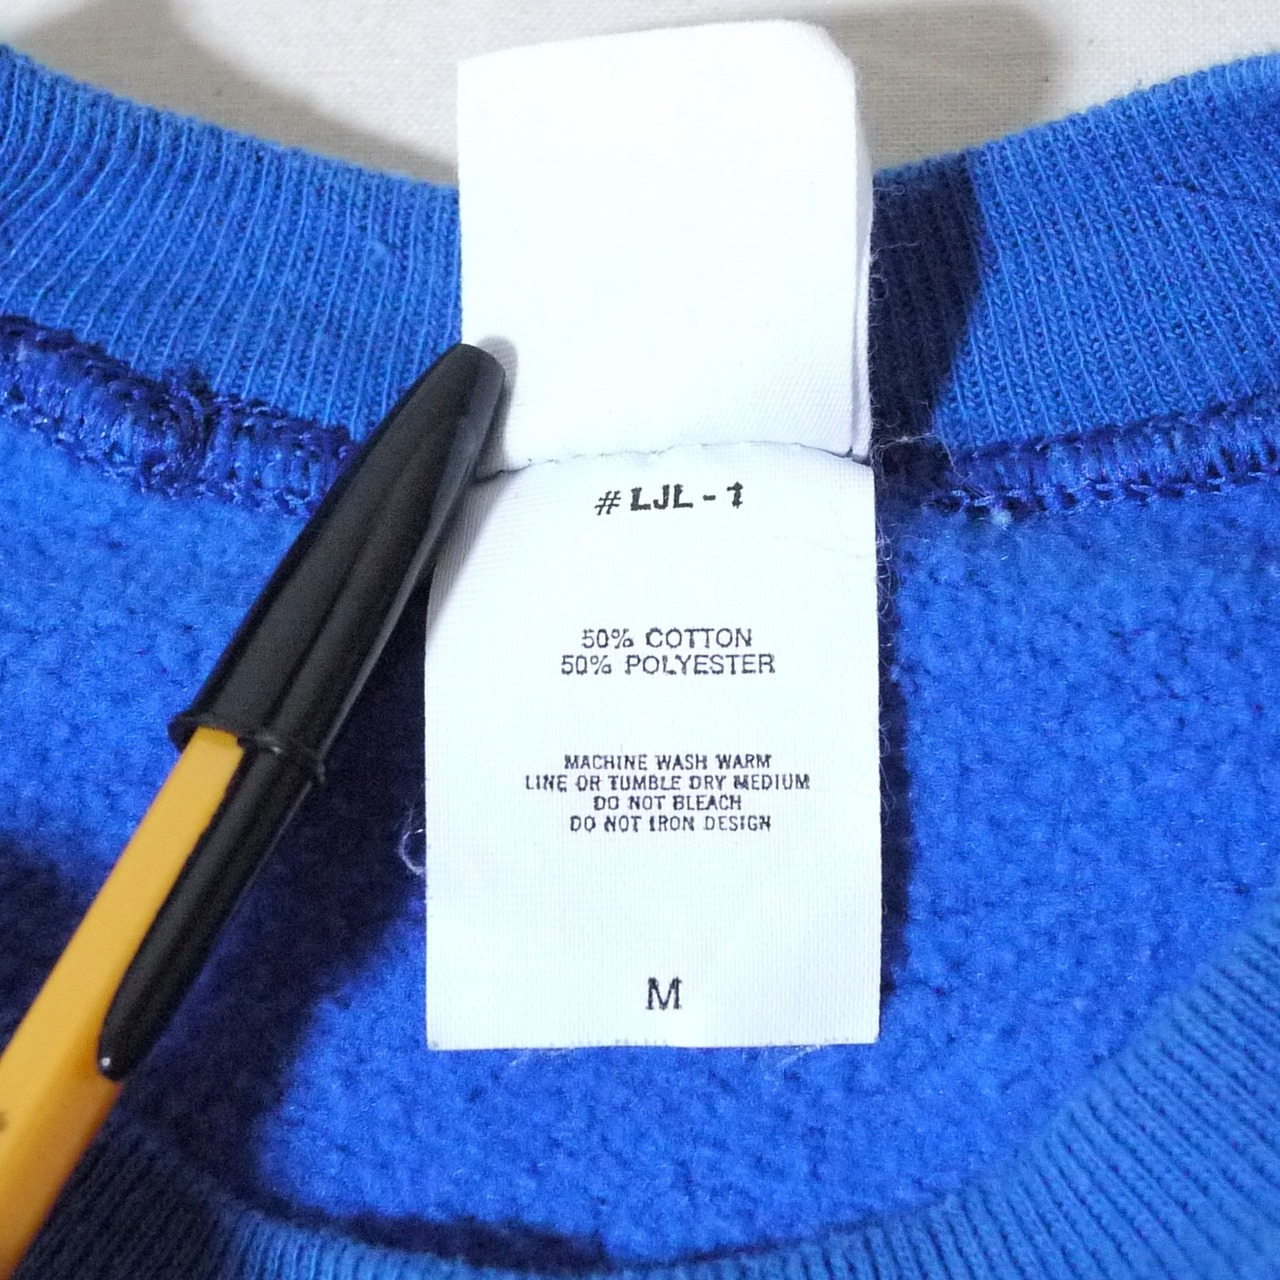 #LJL-1
50% COTTON
50% POLYESTER
MACHINE WASH WARM
LINE OR TUMBLE DRY MEDIUM
DO NOT BLEACH
DO NOT IRON DESIGN
M